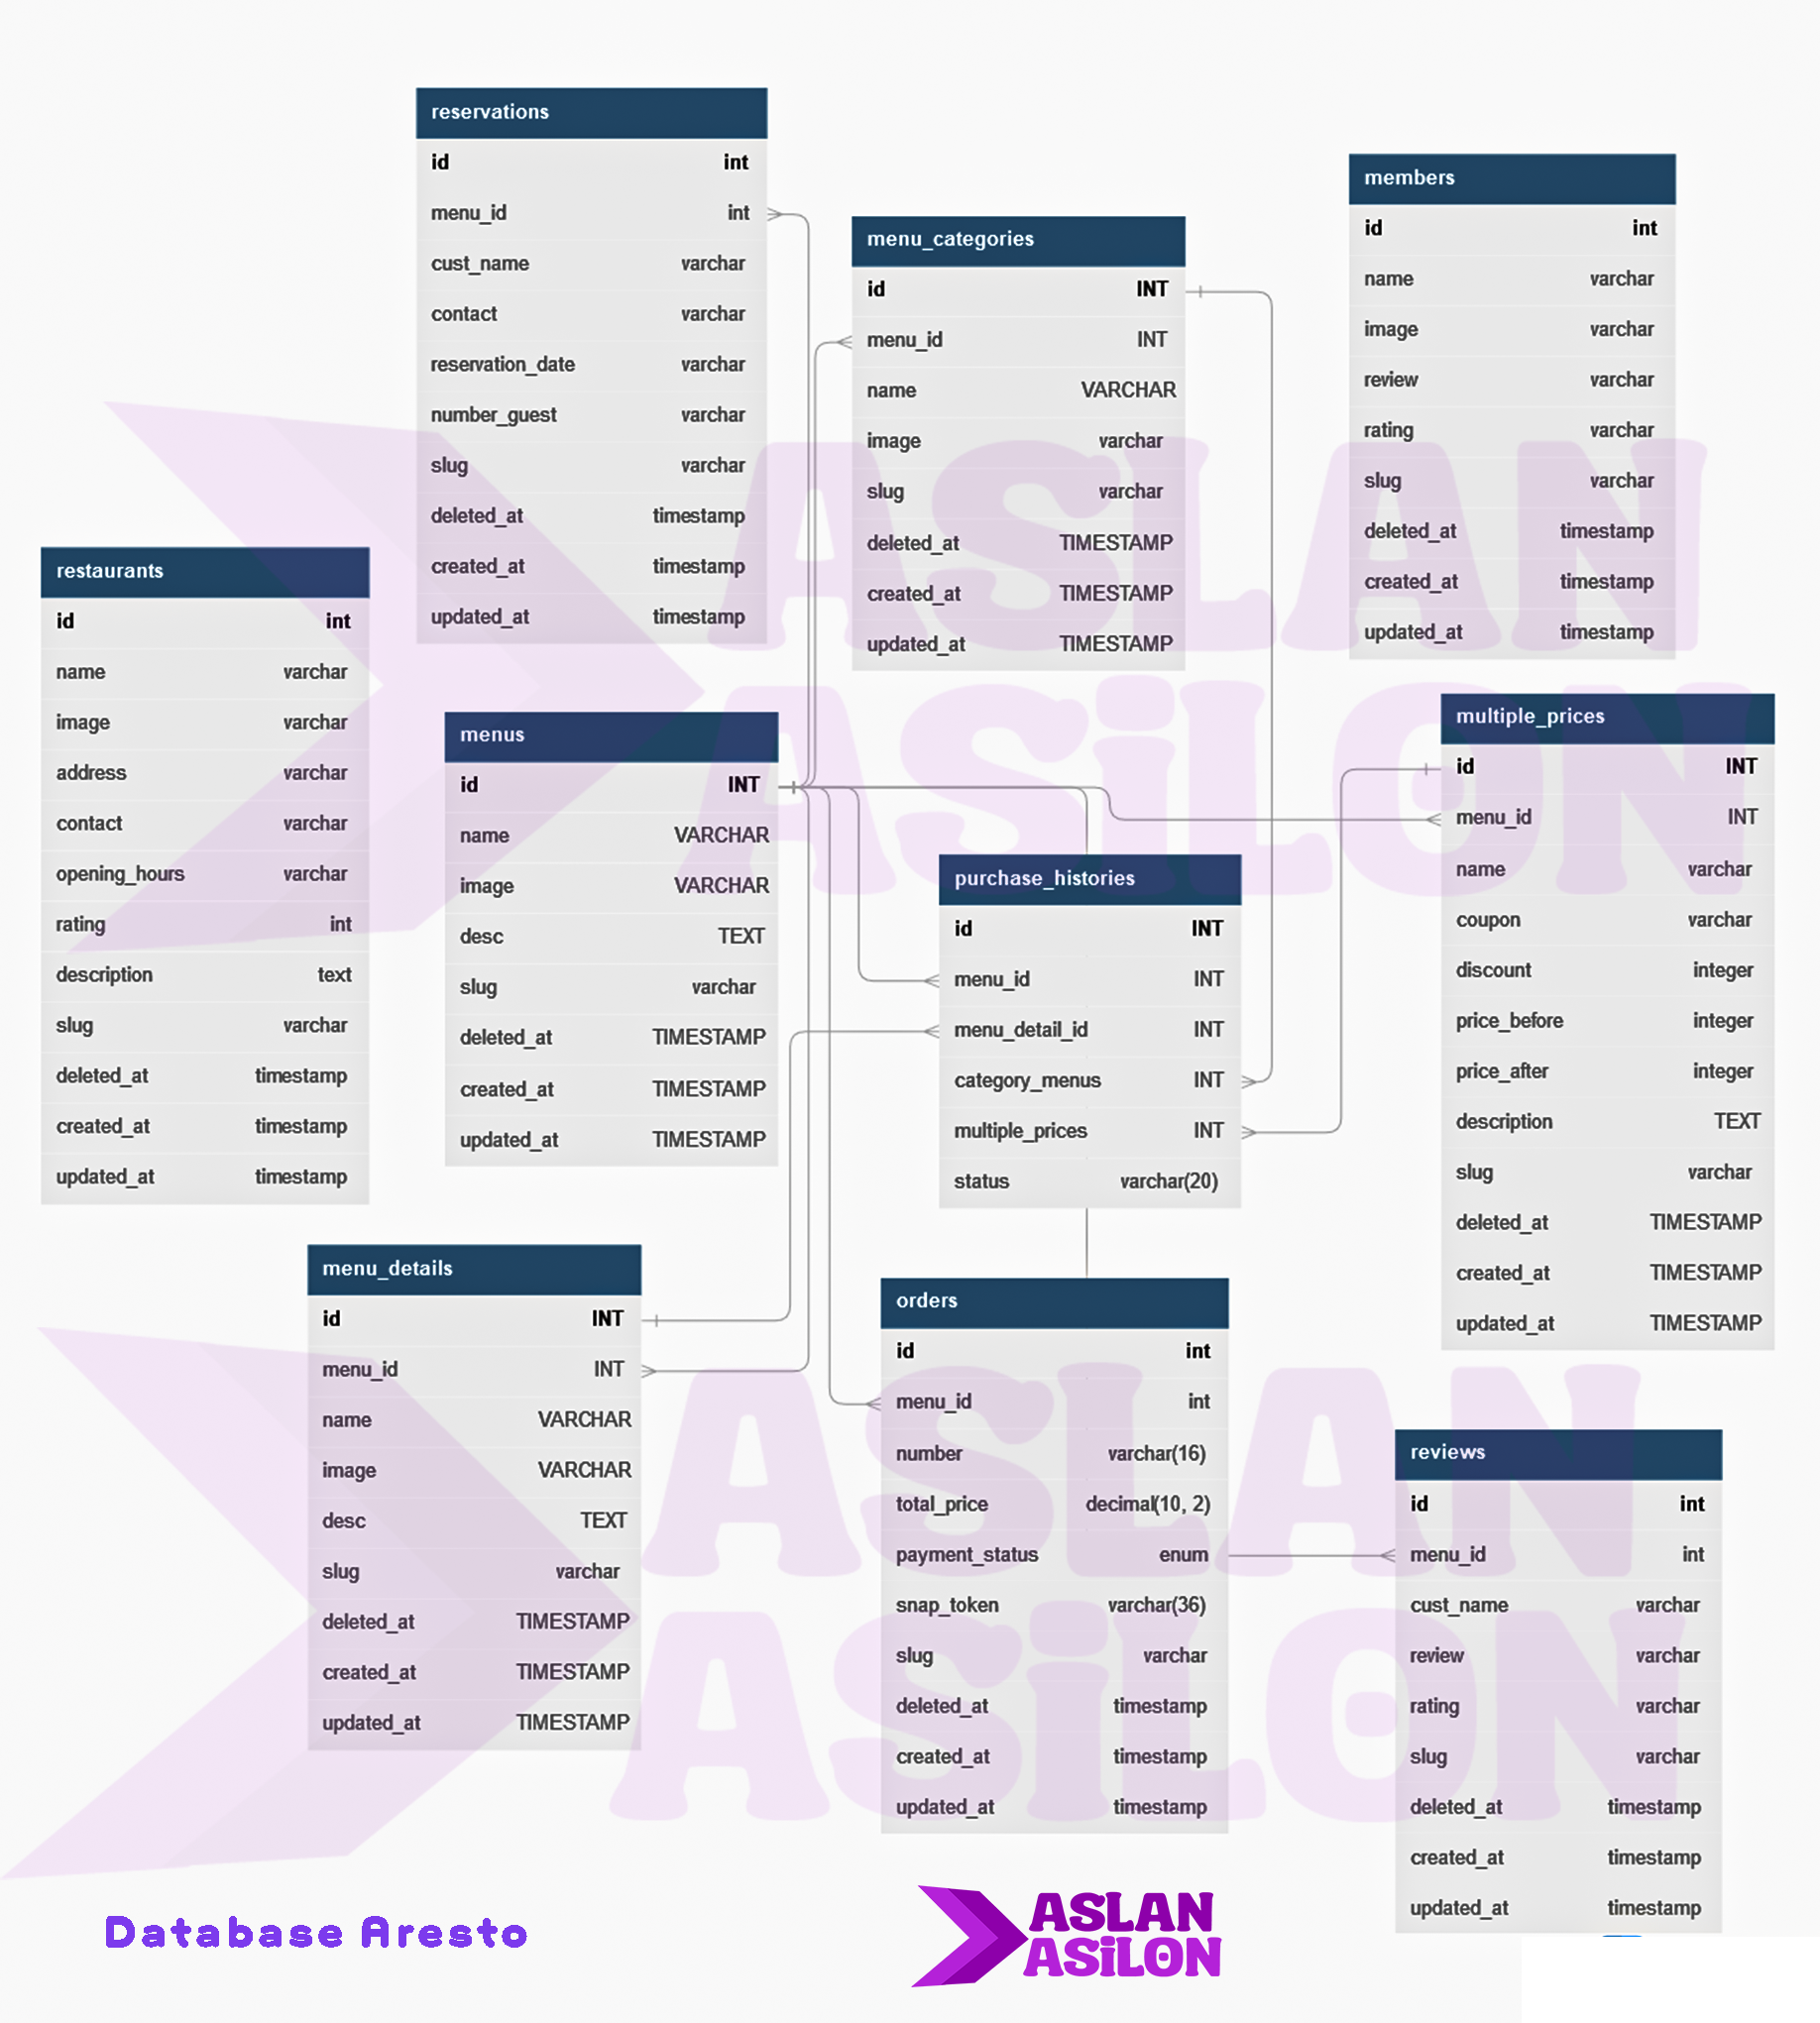 reservations
id int
menu_id int
cust_name varchar
contact varchar
reservation_date varchar
number_guest varchar
slug varchar
deleted_at timestamp
created_at timestamp
updated_at timestamp
menu_categories
id INT
menu_id INT
name VARCHAR
image varchar
slug varchar
deleted_at TIMESTAMP
created_at TIMESTAMP
updated_at TIMESTAMP
members
id int
name varchar
image varchar
review varchar
rating varchar
slug varchar
deleted_at timestamp
created_at timestamp
updated_at timestamp
restaurants
id int
name varchar
image varchar
address varchar
contact varchar
opening_hours varchar
rating int
description text
slug varchar
deleted_at timestamp
created_at timestamp
updated_at timestamp
menus
id INT
name VARCHAR
image VARCHAR
desc TEXT
slug varchar
deleted_at TIMESTAMP
created_at TIMESTAMP
updated_at TIMESTAMP
purchase_histories
id INT
menu_id INT
menu_detail_id INT
category_menus INT
multiple_prices INT
status varchar(20)
multiple_prices
id INT
menu_id INT
name varchar
coupon varchar
discount integer
price_before integer
price_after integer
description TEXT
slug varchar
deleted_at TIMESTAMP
created_at TIMESTAMP
updated_at TIMESTAMP
menu_details
id INT
menu_id INT
name VARCHAR
image VARCHAR
desc TEXT
slug varchar
deleted_at TIMESTAMP
created_at TIMESTAMP
updated_at TIMESTAMP
orders
id int
menu_id int
number varchar(16)
total_price decimal(10, 2)
payment_status enum
snap_token varchar(36)
slug varchar
deleted_at timestamp
created_at timestamp
updated_at timestamp
reviews
id int
menu_id int
cust_name varchar
review varchar
rating varchar
slug varchar
deleted_at timestamp
created_at timestamp
updated_at timestamp
ASLAN
ASiLON
ASLAN
ASiLON
Database Aresto
ASLAN
ASiLON